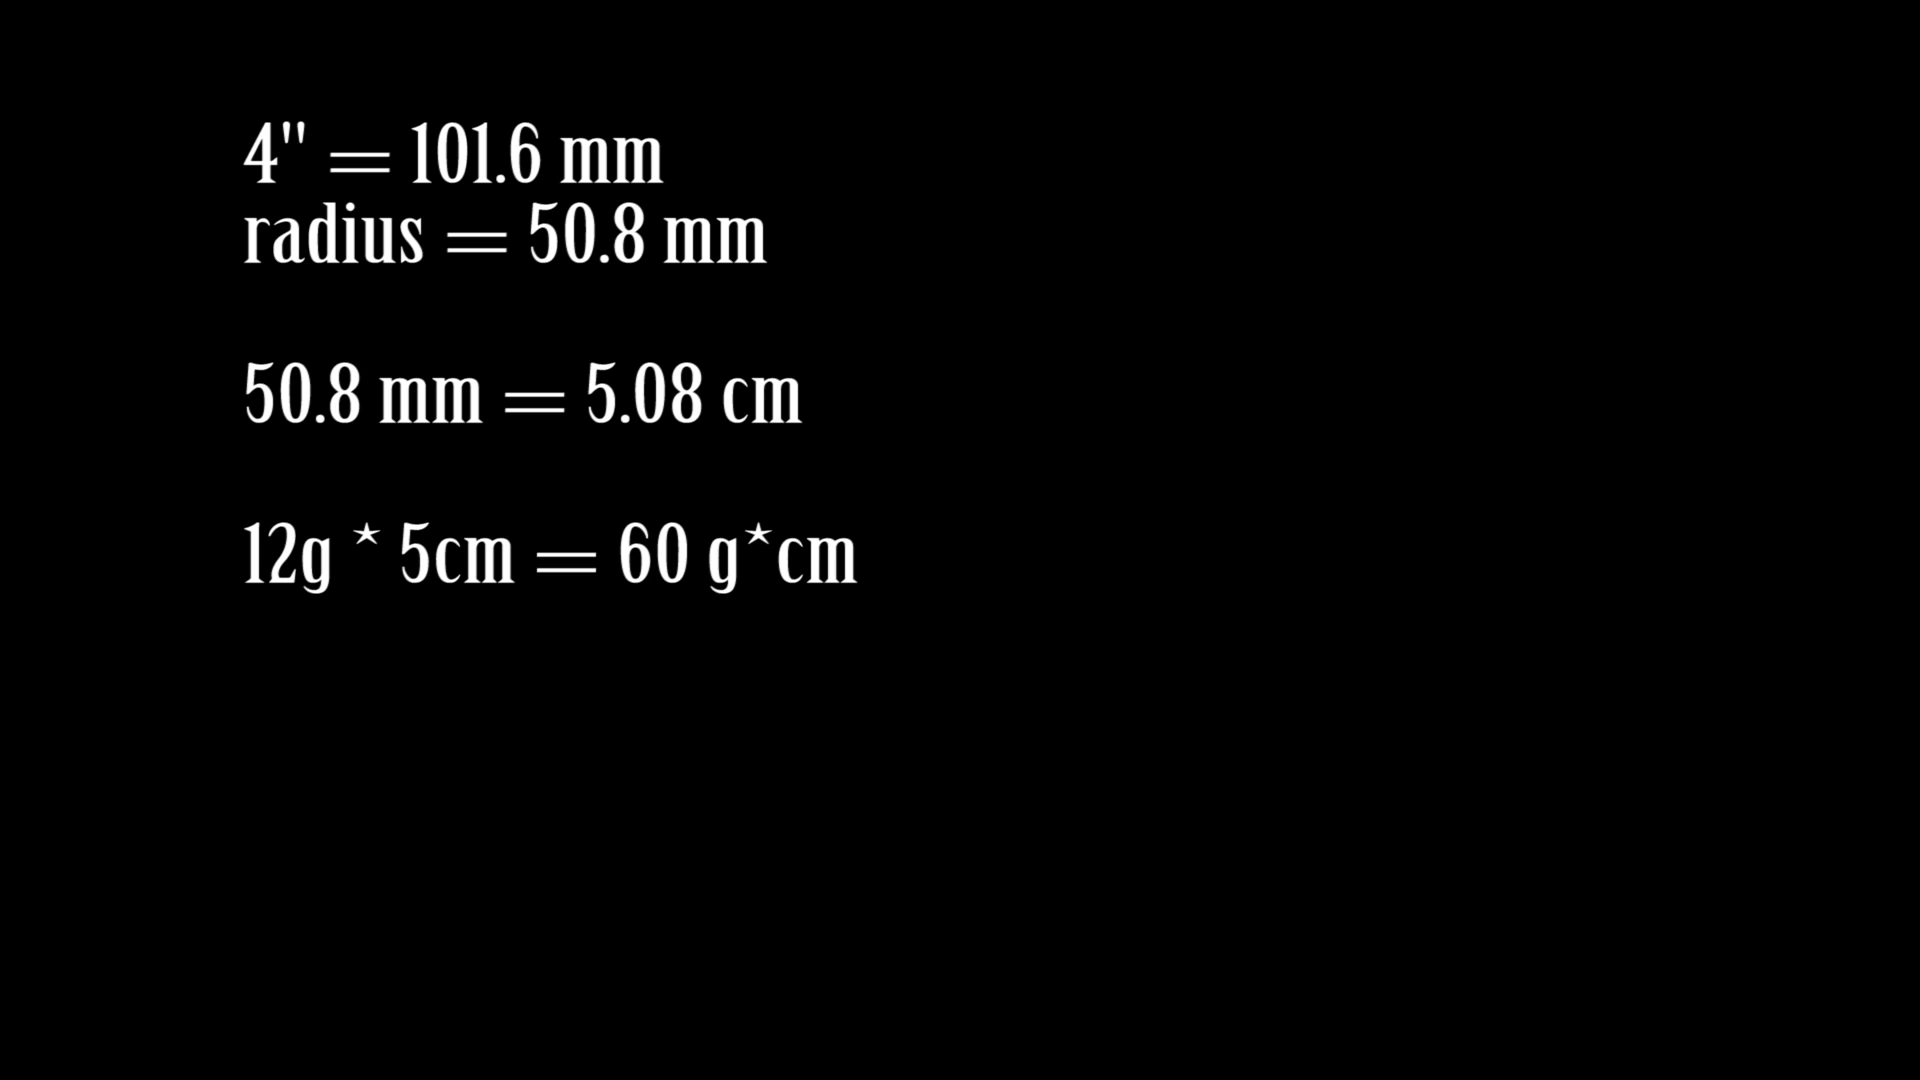 4" = 101.6 mm
radius = 50.8 mm
50.8 mm = 5.08 cm
12g * 5cm = 60 g*cm